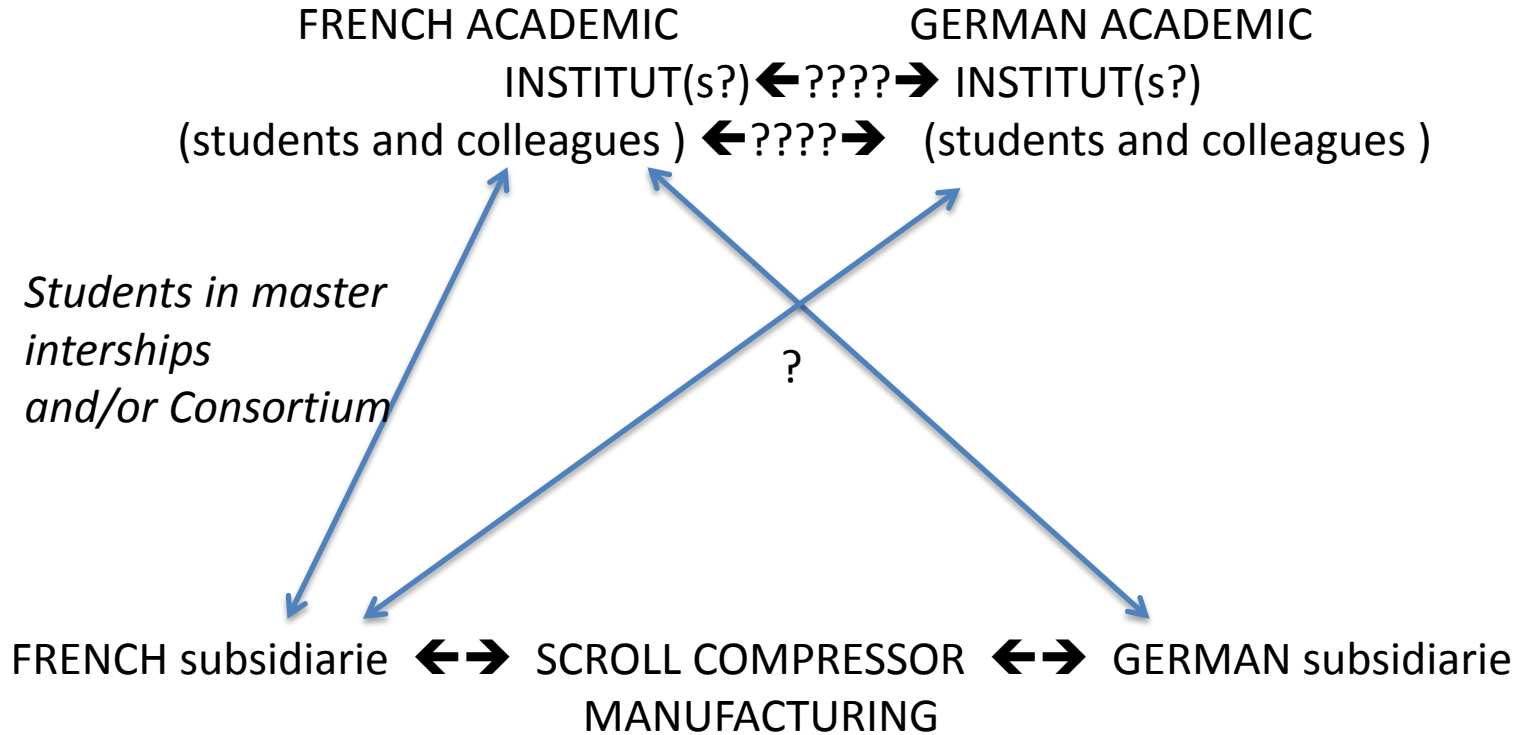 FRENCH ACADEMIC GERMAN ACADEMIC
INSTITUT(s?)🡸????🡺 INSTITUT(s?)
(students and colleagues ) 🡸????🡺 (students and colleagues )
Students in master
interships
and/or Consortium
?
FRENCH subsidiarie 🡸🡺 SCROLL COMPRESSOR 🡸🡺 GERMAN subsidiarie
MANUFACTURING